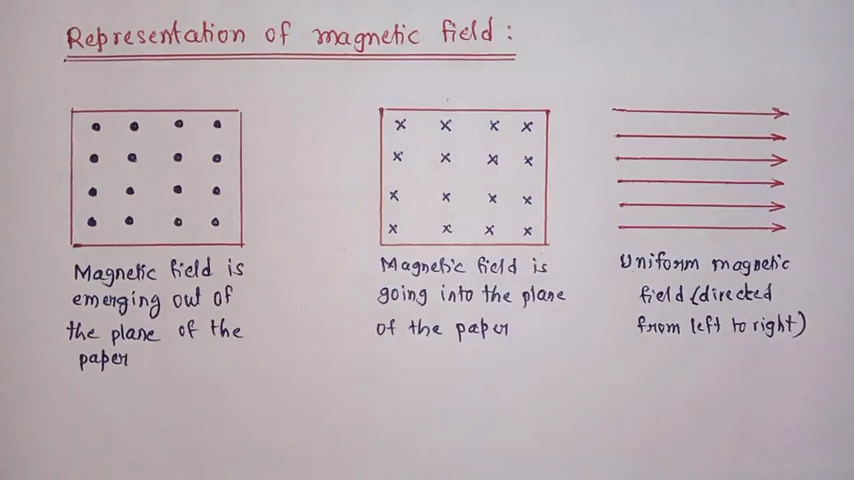 Representation of magnetic field :
Magnetic field is
emerging out of
the plane of the
paper
Magnetic field is
going into the plane
of the paper
Uniform magnetic
field (directed
from left to right)